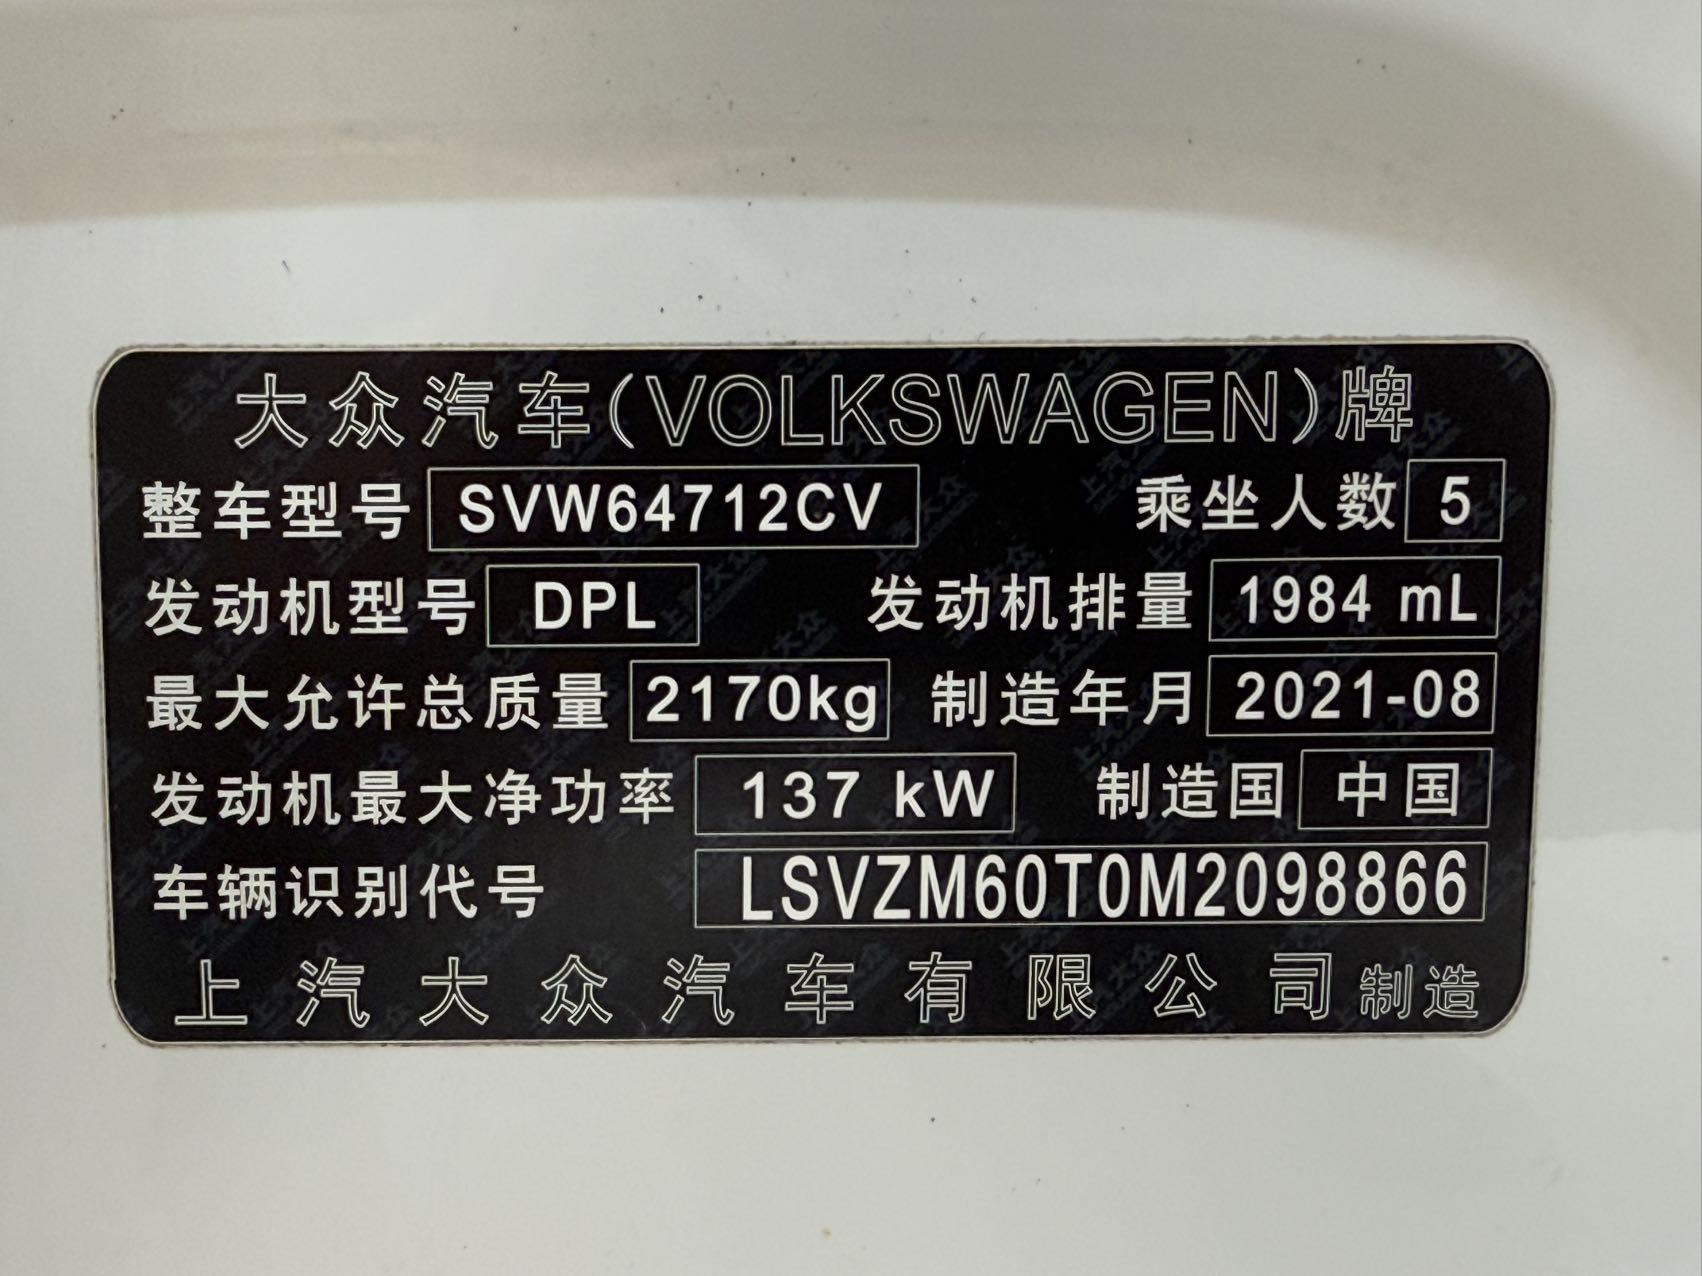 大众汽车(VOLKSWAGEN)牌
整车型号 SVW64712CV 乘坐人数 5
发动机型号 DPL 发动机排量 1984 mL
最大允许总质量 2170kg 制造年月 2021-08
发动机最大净功率 137 kW 制造国 中国
车辆识别代号 LSVZM60T0M2098866
上汽大众汽车有限公司制造